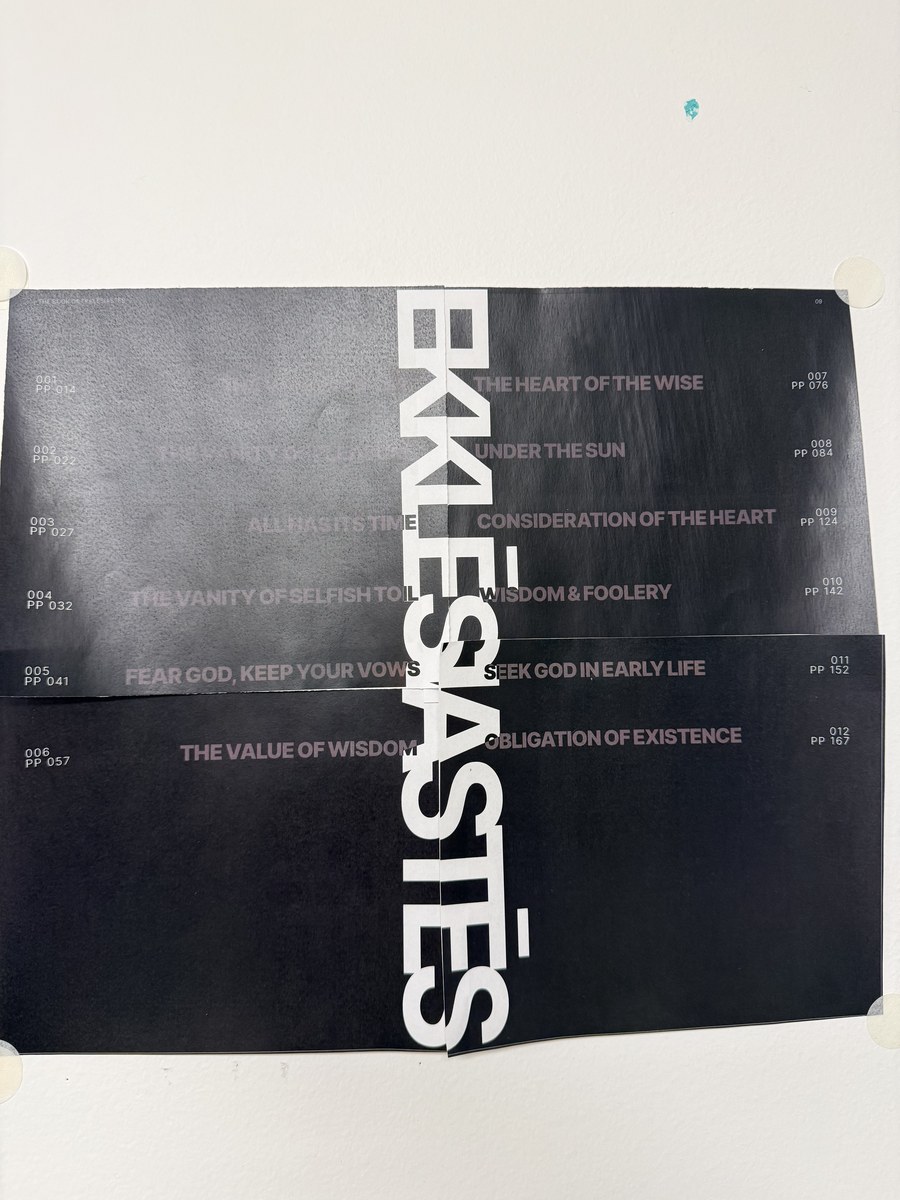 09
001
PP 014
002
PP 022
003
PP 027
ALL HAS ITS TIME
004
PP 032
THE VANITY OF SELFISH TOIL
005
PP 041
FEAR GOD, KEEP YOUR VOWS
006
PP 057
THE VALUE OF WISDOM
EKKLĒSIASTĒS
THE HEART OF THE WISE
007
PP 076
UNDER THE SUN
008
PP 084
CONSIDERATION OF THE HEART
009
PP 124
WISDOM & FOOLERY
010
PP 142
SEEK GOD IN EARLY LIFE
011
PP 152
OBLIGATION OF EXISTENCE
012
PP 167